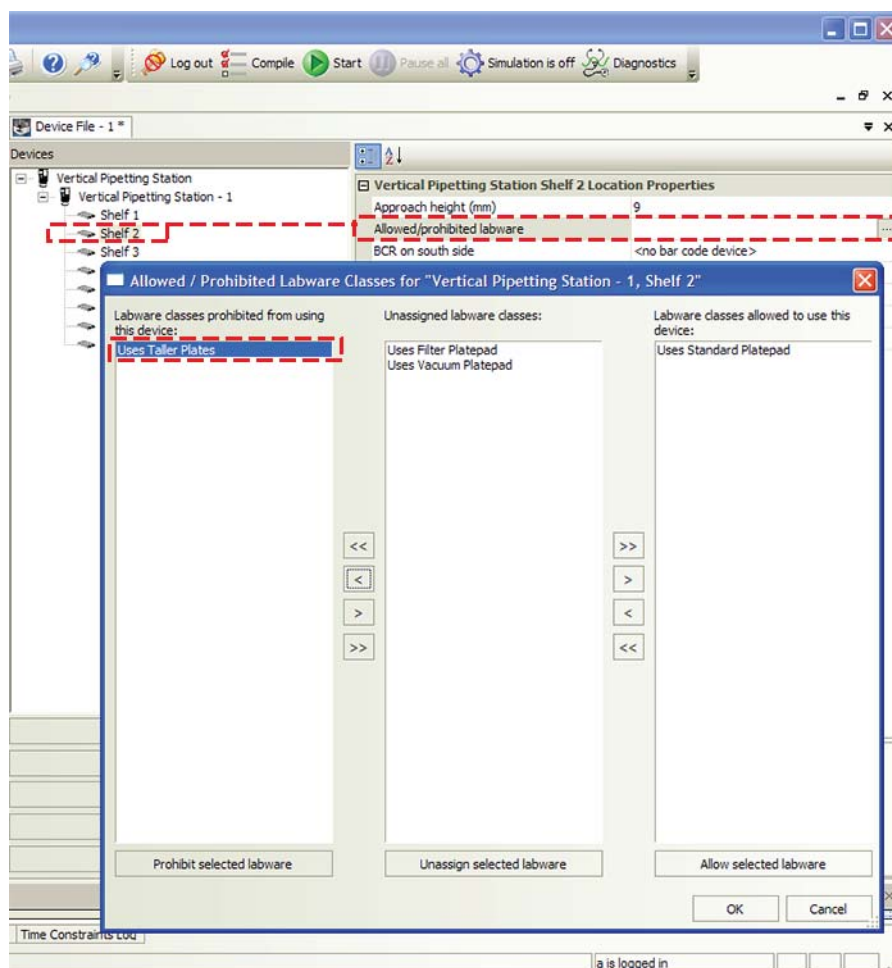 Log out Compile Start Pause all Simulation is off Diagnostics
Device File - 1 *
Devices
Vertical Pipetting Station
Vertical Pipetting Station - 1
Shelf 1
Shelf 2
Shelf 3
Vertical Pipetting Station Shelf 2 Location Properties
Approach height (mm) 9
Allowed/prohibited labware ...
BCR on south side <no bar code device>
Allowed / Prohibited Labware Classes for "Vertical Pipetting Station - 1, Shelf 2"
Labware classes prohibited from using
this device:
Uses Taller Plates
Unassigned labware classes:
Uses Filter Platepad
Uses Vacuum Platepad
Labware classes allowed to use this
device:
Uses Standard Platepad
<< >>
< >
> <
>> <<
Prohibit selected labware Unassign selected labware Allow selected labware
OK Cancel
Time Constraints Log
a is logged in